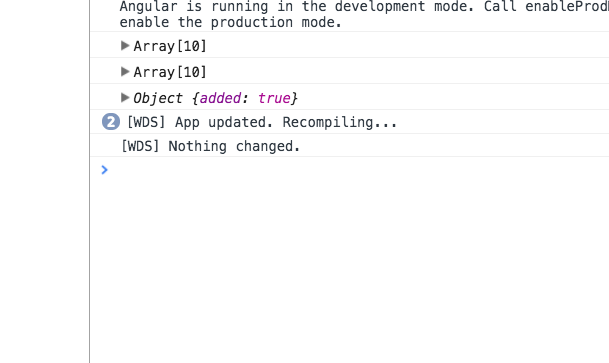 Angular is running in the development mode. Call
enable the production mode.
▶Array[10]
▶Array[10]
▶Object {added: true}
2 [WDS] App updated. Recompiling...
[WDS] Nothing changed.
>